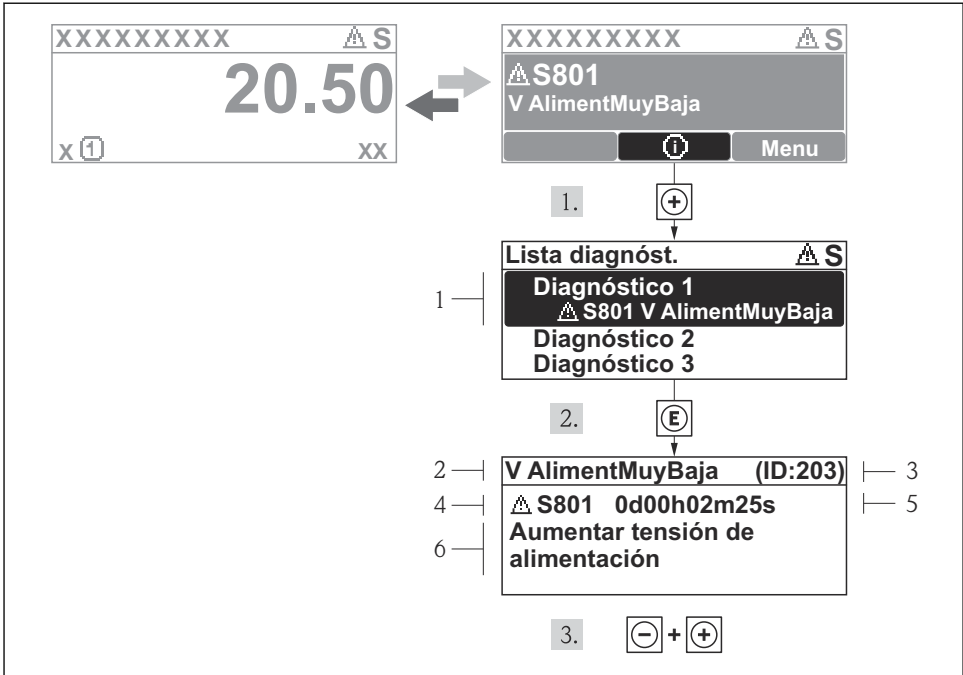 XXXXXXXXX ⚠ S
20.50
x 1 XX
XXXXXXXXX ⚠ S
⚠ S801
V AlimentMuyBaja
i Menu
1. +
Lista diagnóst. ⚠ S
1
Diagnóstico 1
⚠ S801 V AlimentMuyBaja
Diagnóstico 2
Diagnóstico 3
2. E
2 V AlimentMuyBaja (ID:203) 3
4 ⚠ S801 0d00h02m25s 5
6
Aumentar tensión de
alimentación
3. - + +